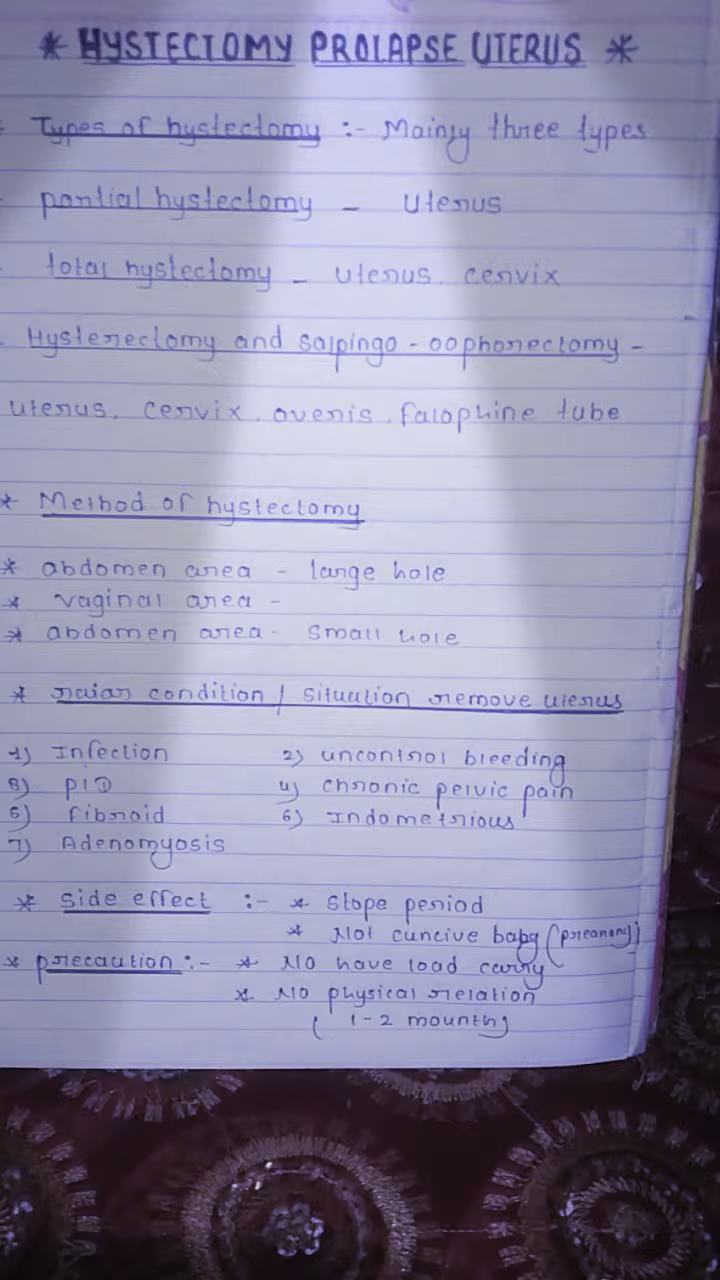 * HYSTECTOMY PROLAPSE UTERUS *
Types of hystectomy :- Mainly three types
partial hystectomy - Uterus
total hystectomy - uterus. cervix
Hysterectomy and salpingo-oophorectomy -
uterus. cervix. overis. falophine tube
* Method of hystectomy
* abdomen area - large hole
* vaginal area -
* abdomen area - small hole
* condition / situation remove uterus
1) Infection 2) uncontrol bleeding
3) PID 4) chronic pelvic pain
5) fibroid 6) Indometrious
7) Adenomyosis
* side effect :- * Stope period
* Not cuncive baby
* precaution :- * No have load carry
* No physical relation
( 1-2 mounth)